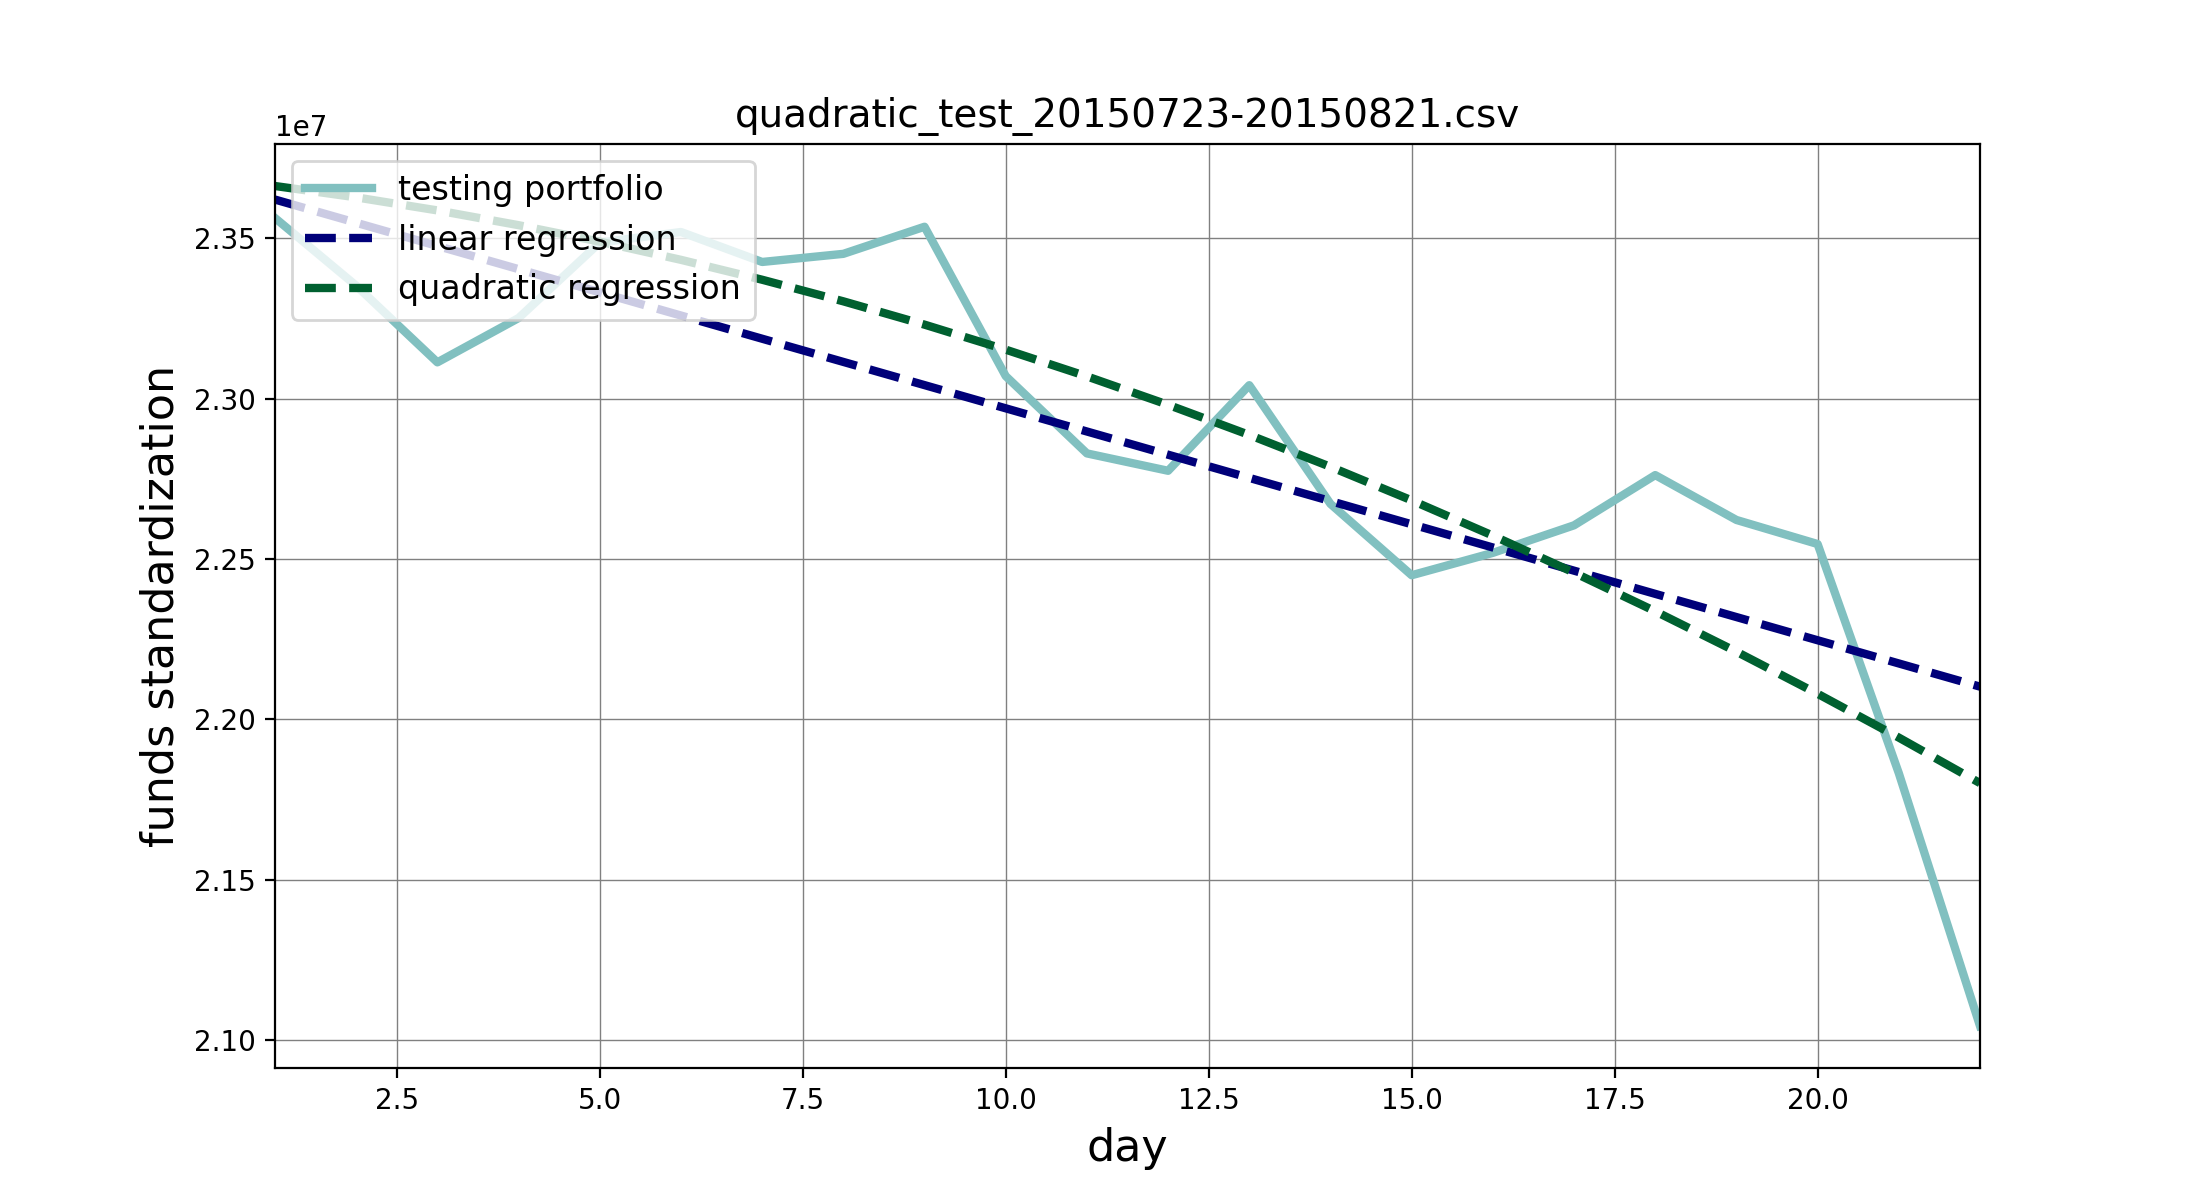 quadratic_test_20150723-20150821.csv
1e7
testing portfolio
linear regression
quadratic regression
2.35
2.30
2.25
2.20
2.15
2.10
funds standardization
2.5 5.0 7.5 10.0 12.5 15.0 17.5 20.0
day